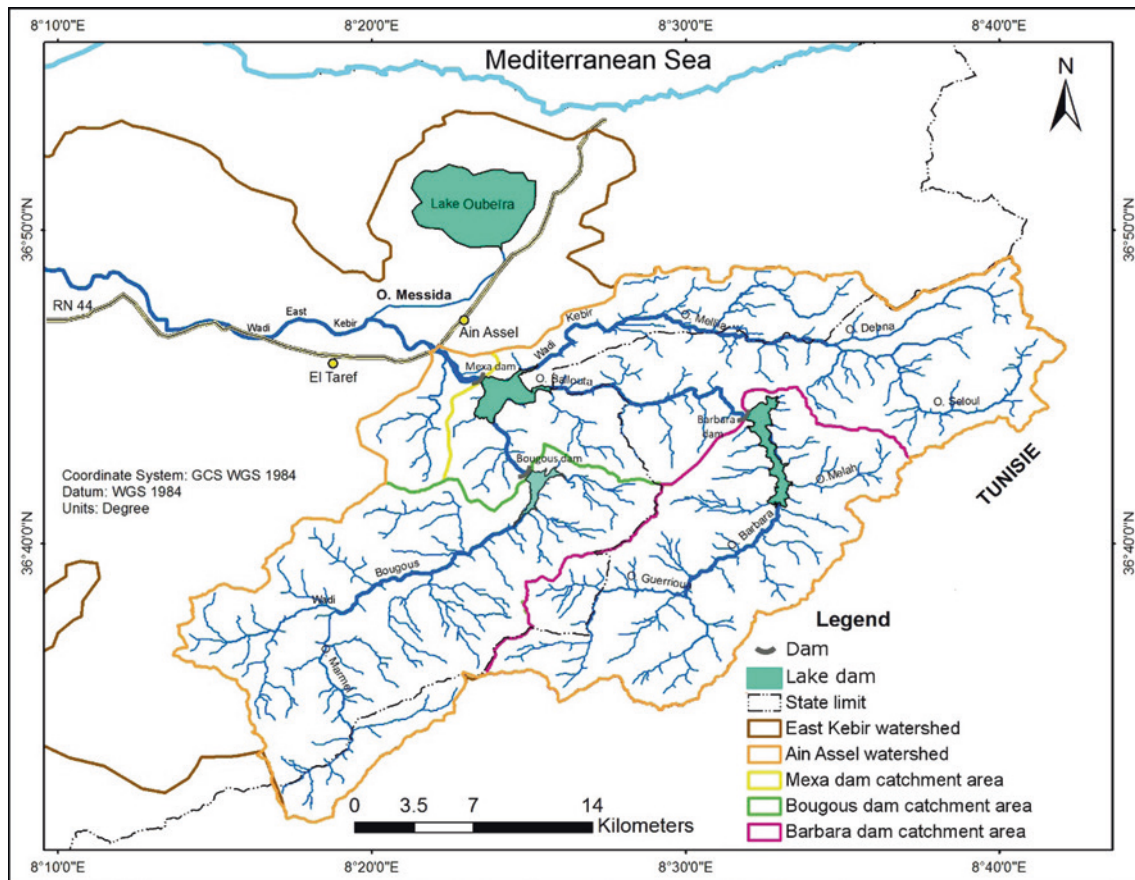 8°10'0"E
8°20'0"E
8°30'0"E
8°40'0"E
Mediterranean Sea
N
Lake Oubeira
36°50'0"N
36°50'0"N
O. Messida
RN 44
East
Wadi
Kebir
Ain Assel
El Taref
Kebir
Wadi
O. Melila
O. Debna
Mexa dam
O. Ballouta
O. Seloul
Barbara
dam
Bougous dam
O.Melah
TUNISIE
Coordinate System: GCS WGS 1984
Datum: WGS 1984
Units: Degree
36°40'0"N
36°40'0"N
O. Barbara
Bougous
Wadi
O. Guerriou
O. Marmel
Legend
Dam
Lake dam
State limit
East Kebir watershed
Ain Assel watershed
Mexa dam catchment area
Bougous dam catchment area
Barbara dam catchment area
0 3.5 7 14
Kilometers
8°10'0"E
8°20'0"E
8°30'0"E
8°40'0"E